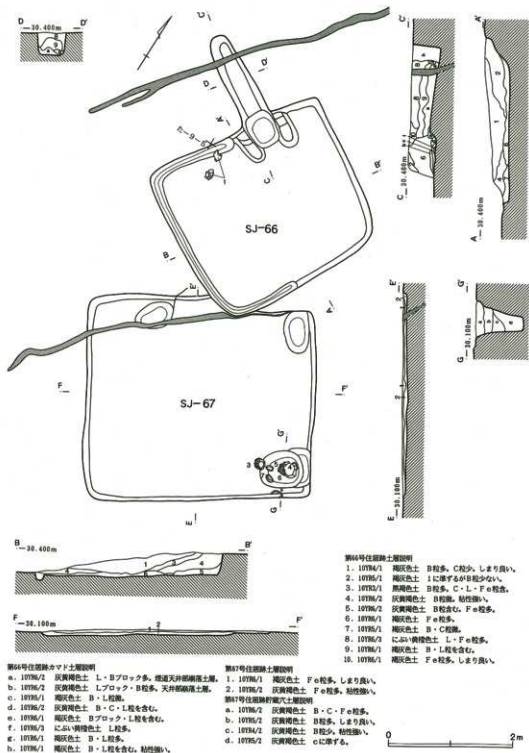 D
D'
30.400m
C'
D'
D
A'
C
B'
SJ-66
B
E'
A
F
F'
SJ-67
G'
G
E
C'
C
30.400m
A'
A
30.400m
E'
E
30.100m
G'
G
30.100m
B
30.400m
B'
F
30.100m
F'
第66号住居跡土層説明
1. 10YR4/1 褐灰色土 B粒多。C粒少。しまり良い。
2. 10YR5/1 褐灰色土 1に準ずるがB粒少ない。
3. 10YR3/1 黒褐色土 B粒多。C・L・Fe粒含。
4. 10YR6/2 灰黄褐色土 B粒微。粘性強い。
5. 10YR6/2 灰黄褐色土 B粒含む。Fe粒多。
6. 10YR6/1 褐灰色土 Fe粒多。
7. 10YR5/1 褐灰色土 B・C粒微。
8. 10YR6/3 にぶい黄橙色土 L・Fe粒多。
9. 10YR5/1 褐灰色土 B・L粒を含む。
10. 10YR6/1 褐灰色土 Fe粒多。しまり良い。
第66号住居跡カマド土層説明
a. 10YR6/2 灰黄褐色土 L・Bブロック多。煙道天井部崩落土層。
b. 10YR6/2 灰黄褐色土 Lブロック・B粒多。天井部崩落土層。
c. 10YR5/1 褐灰色土 B・L粒微。
d. 10YR6/2 灰黄褐色土 B・C・L粒を含む。
e. 10YR6/1 褐灰色土 Bブロック・L粒を含む。
f. 10YR6/3 にぶい黄橙色土 L粒多。
g. 10YR5/1 褐灰色土 B・L粒多。
h. 10YR5/1 褐灰色土 B・L粒を含む。粘性強い。
第67号住居跡土層説明
1. 10YR6/1 褐灰色土 Fe粒多。しまり良い。
2. 10YR6/2 灰黄褐色土 Fe粒多。粘性強い。
第67号住居跡貯蔵穴土層説明
a. 10YR6/2 灰黄褐色土 B・C・Fe粒多。
b. 10YR5/2 灰黄褐色土 B粒多。しまり良い。
c. 10YR4/2 灰黄褐色土 B粒少。粘性強い。
d. 10YR5/2 灰黄褐色土 cに準ずる。
0 2m